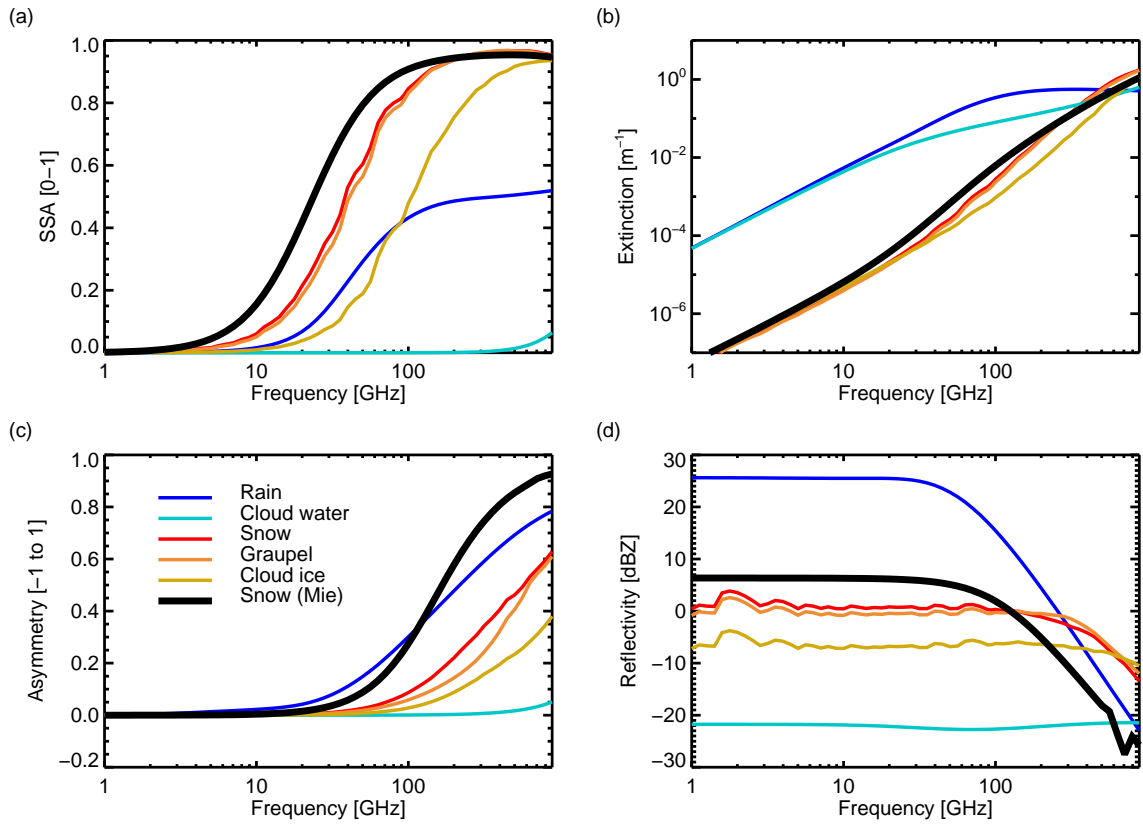 (a)
1.0
0.8
0.6
0.4
0.2
0.0
SSA [0−1]
1 10 100
Frequency [GHz]
(b)
10⁰
10⁻²
10⁻⁴
10⁻⁶
Extinction [m⁻¹]
1 10 100
Frequency [GHz]
(c)
1.0
0.8
0.6
0.4
0.2
0.0
−0.2
Asymmetry [−1 to 1]
Rain
Cloud water
Snow
Graupel
Cloud ice
Snow (Mie)
1 10 100
Frequency [GHz]
(d)
30
20
10
0
−10
−20
−30
Reflectivity [dBZ]
1 10 100
Frequency [GHz]